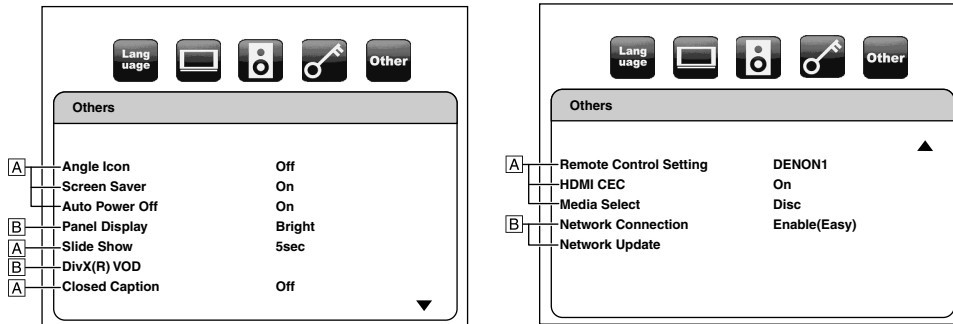 Lang
uage
Other
Others
A Angle Icon Off
Screen Saver On
Auto Power Off On
B Panel Display Bright
A Slide Show 5sec
B DivX(R) VOD
A Closed Caption Off
Lang
uage
Other
Others
A Remote Control Setting DENON1
HDMI CEC On
Media Select Disc
B Network Connection Enable(Easy)
Network Update